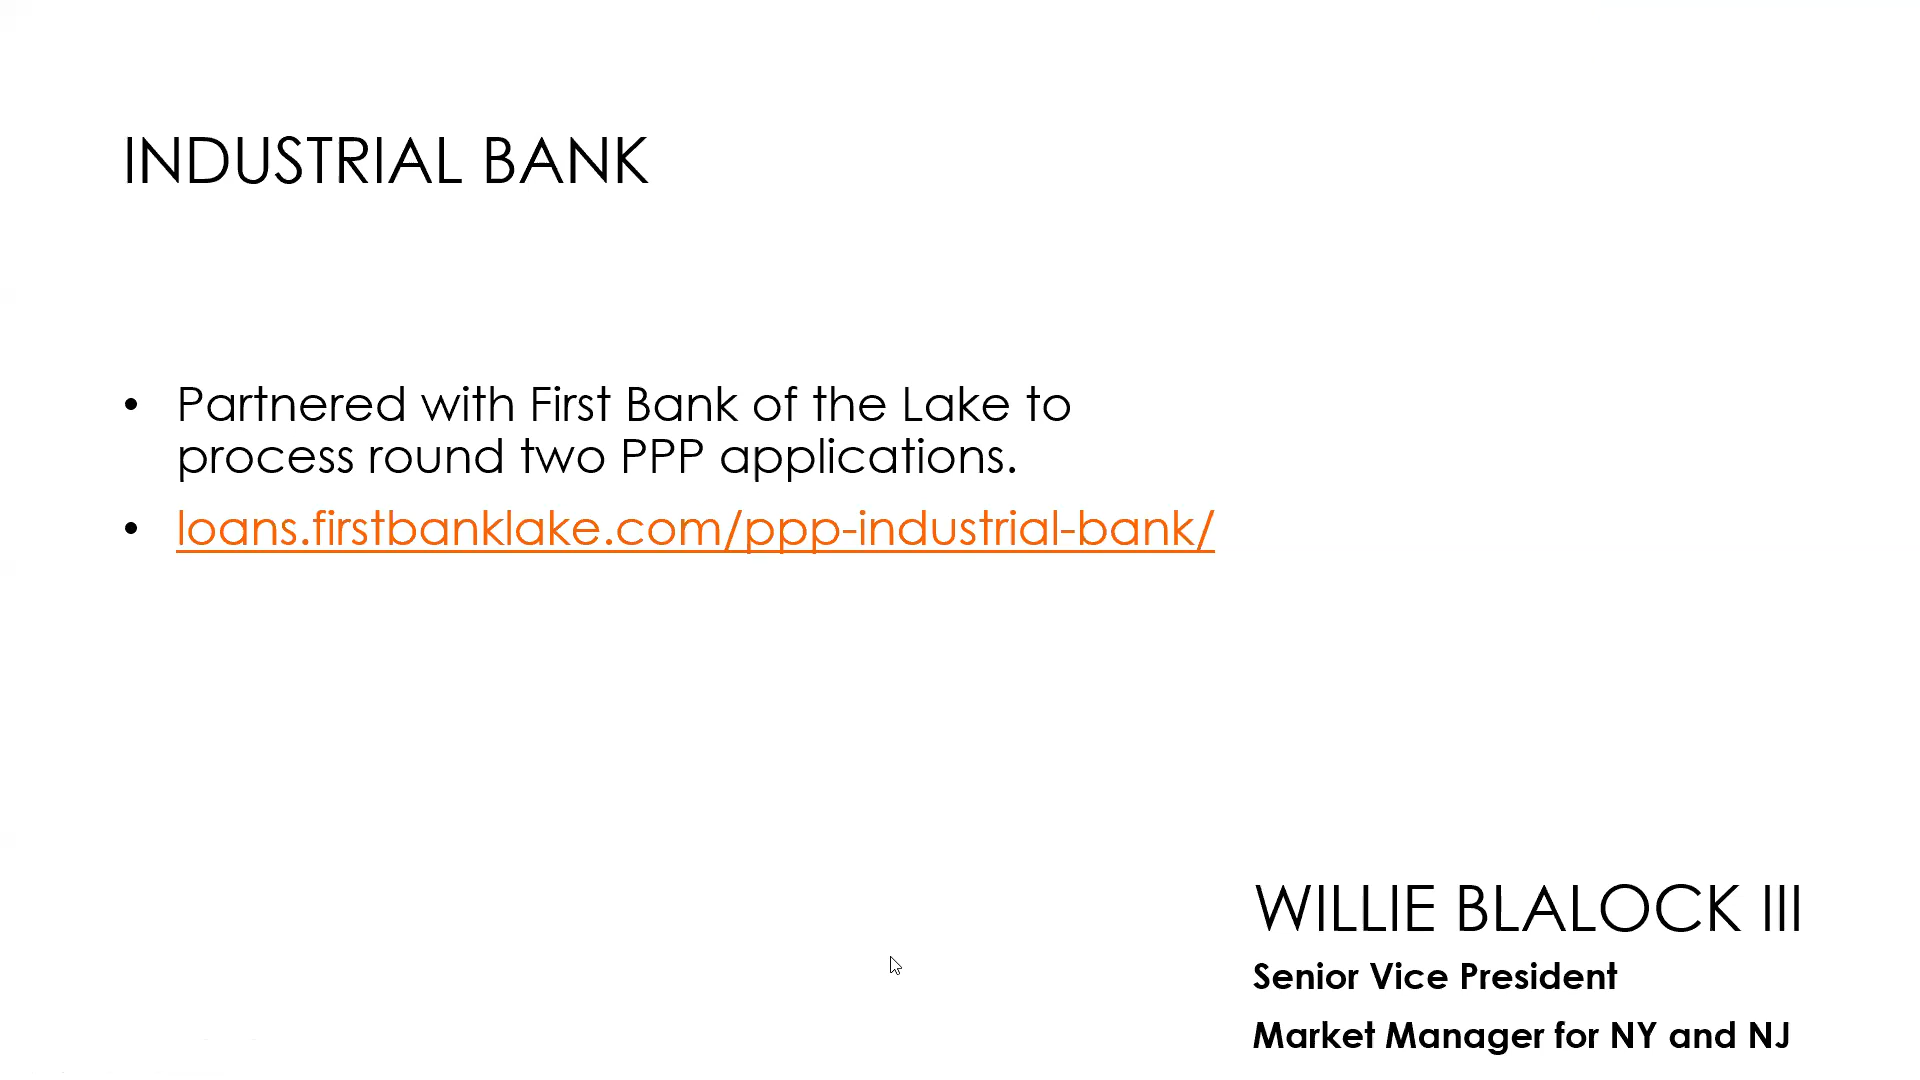 INDUSTRIAL BANK
• Partnered with First Bank of the Lake to
process round two PPP applications.
• loans.firstbanklake.com/ppp-industrial-bank/
WILLIE BLALOCK III
Senior Vice President
Market Manager for NY and NJ